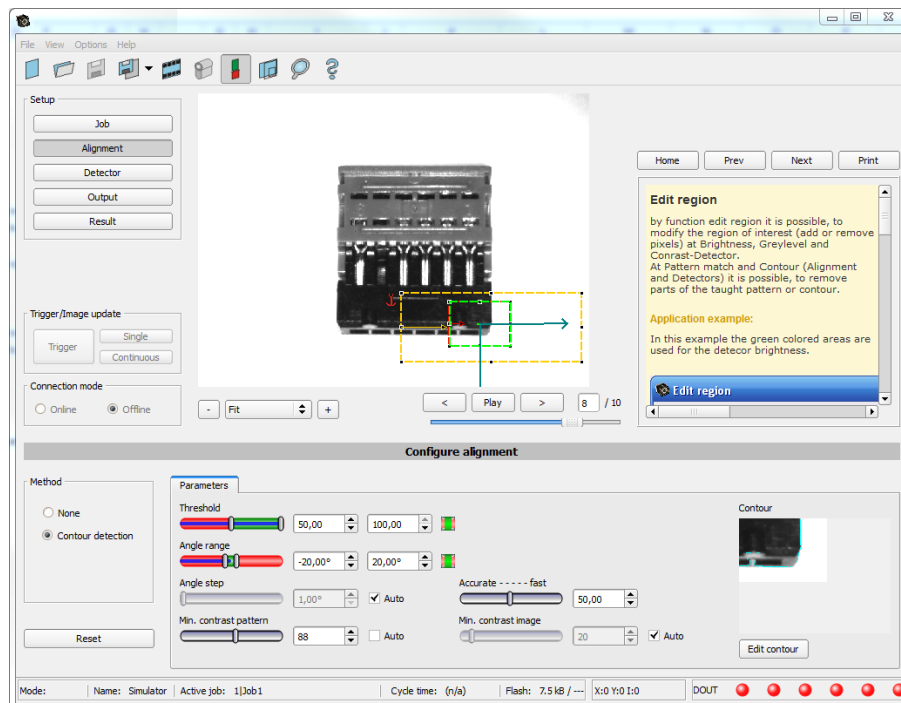 File View Options Help
Setup
Job
Alignment
Detector
Output
Result
Trigger/Image update
Trigger
Single
Continuous
Connection mode
Online Offline
- Fit +
< Play > 8 / 10
Home Prev Next Print
Edit region
by function edit region it is possible, to
modify the region of interest (add or remove
pixels) at Brightness, Greylevel and
Conrast-Detector.
At Pattern match and Contour (Alignment
and Detectors) it is possible, to remove
parts of the taught pattern or contour.
Application example:
In this example the green colored areas are
used for the detecor brightness.
Edit region
Configure alignment
Method
None
Contour detection
Reset
Parameters
Threshold
50,00 100,00
Angle range
-20,00° 20,00°
Angle step
1,00° Auto
Accurate - - - - - fast
50,00
Min. contrast pattern
88 Auto
Min. contrast image
20 Auto
Contour
Edit contour
Mode: Name: Simulator Active job: 1|Job1 Cycle time: (n/a) Flash: 7.5 kB / --- X:0 Y:0 I:0 DOUT